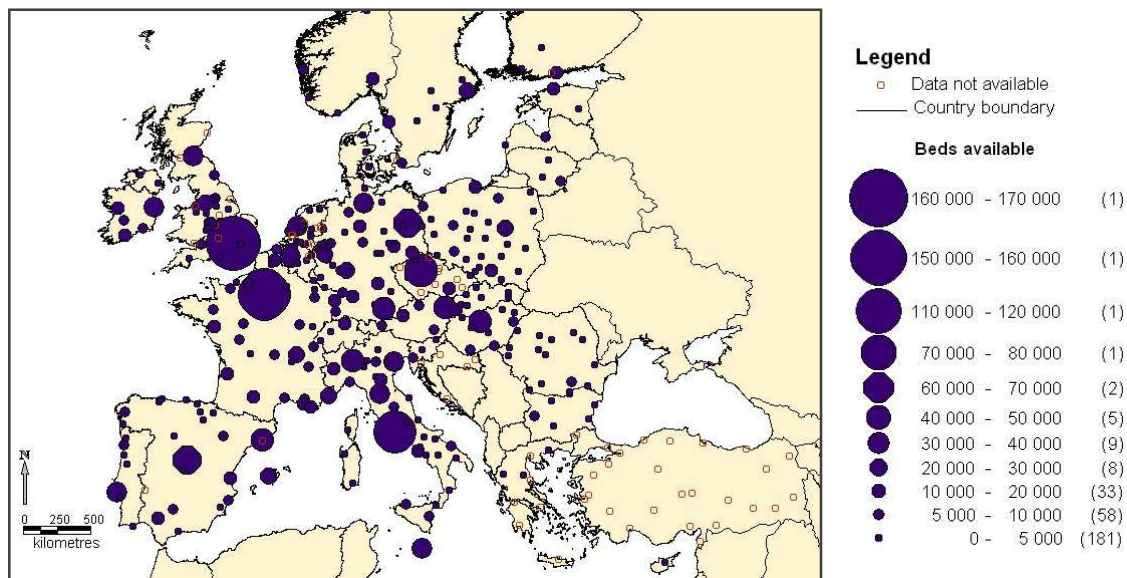 Legend
Data not available
Country boundary
Beds available
160 000 - 170 000 (1)
150 000 - 160 000 (1)
110 000 - 120 000 (1)
70 000 - 80 000 (1)
60 000 - 70 000 (2)
40 000 - 50 000 (5)
30 000 - 40 000 (9)
20 000 - 30 000 (8)
10 000 - 20 000 (33)
5 000 - 10 000 (58)
0 - 5 000 (181)
N
0 250 500
kilometres